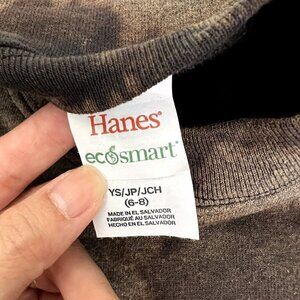 Hanes®
ecosmart®
YS/JP/JCH
(6-8)
MADE IN EL SALVADOR
FABRIQUÉ AU SALVADOR
HECHO EN EL SALVADOR